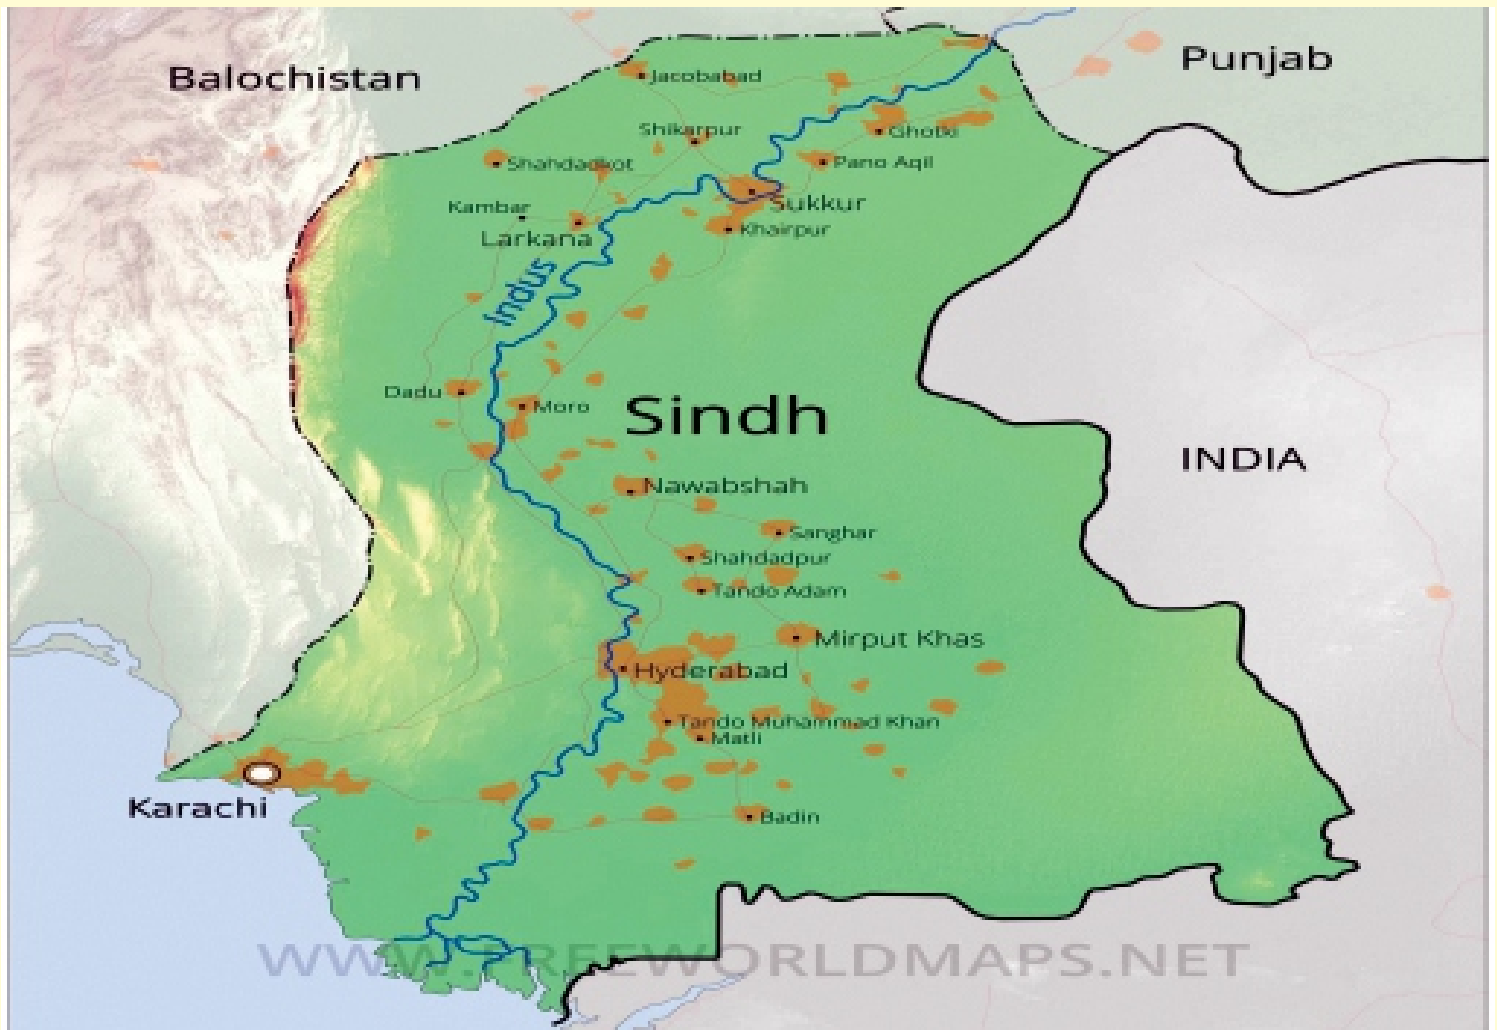 Balochistan
Punjab
Jacobabad
Shikarpur
Ghotki
Shahdadkot
Pano Aqil
Kambar
Sukkur
Larkana
Khairpur
Indus
Dadu
Moro
Sindh
INDIA
Nawabshah
Sanghar
Shahdadpur
Tando Adam
Mirput Khas
Hyderabad
Tando Muhammad Khan
Matli
Karachi
Badin
WWW.FREEWORLDMAPS.NET